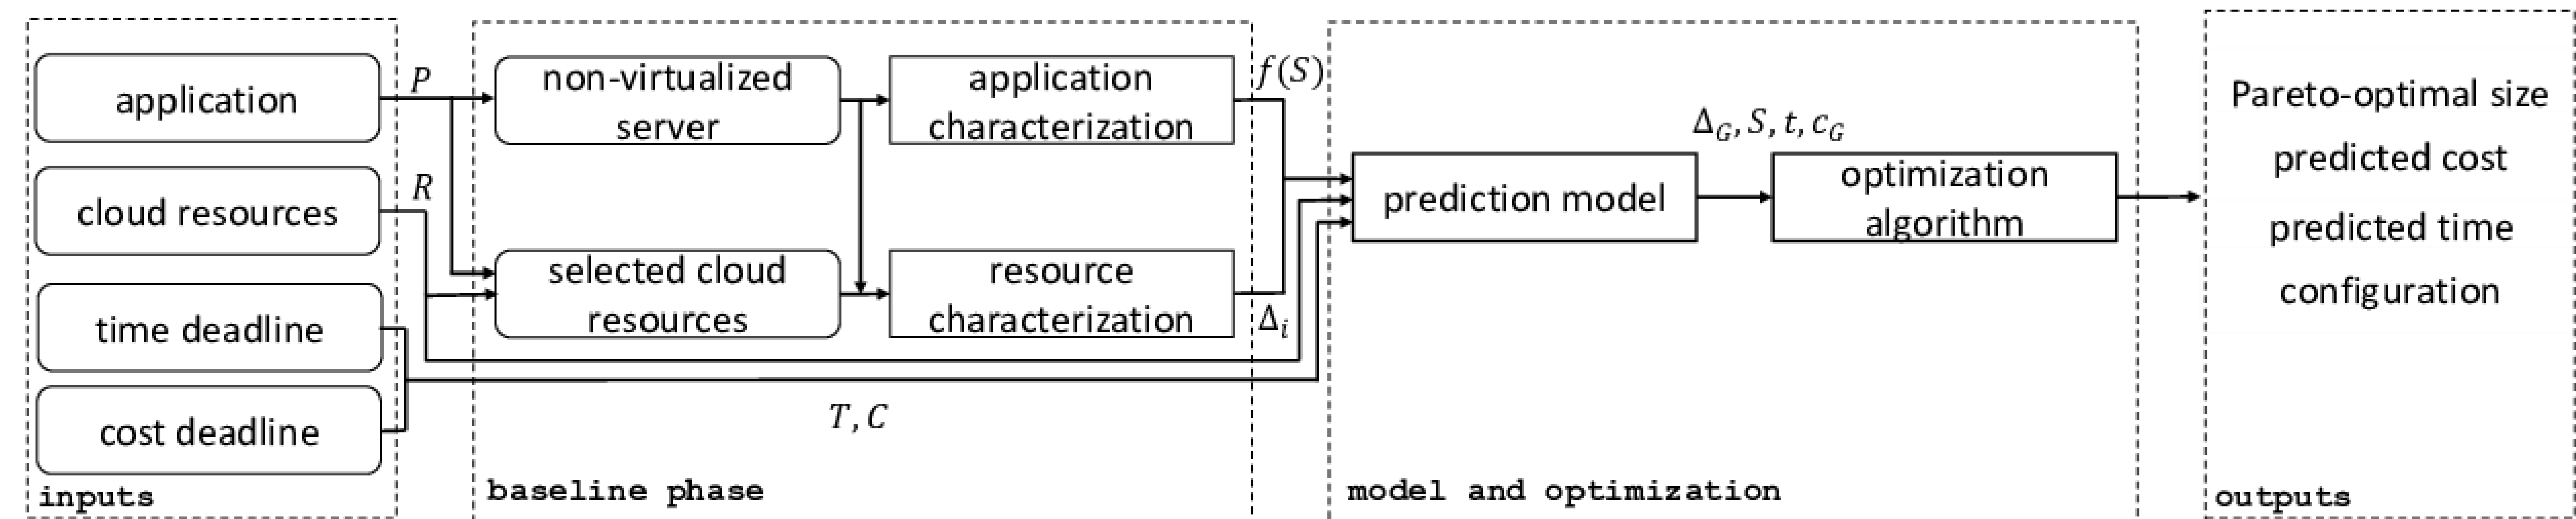 application
cloud resources
time deadline
cost deadline
inputs
P
R
non-virtualized
server
selected cloud
resources
application
characterization
resource
characterization
T, C
baseline phase
f(S)
Δ_i
prediction model
Δ_G, S, t, c_G
optimization
algorithm
model and optimization
Pareto-optimal size
predicted cost
predicted time
configuration
outputs